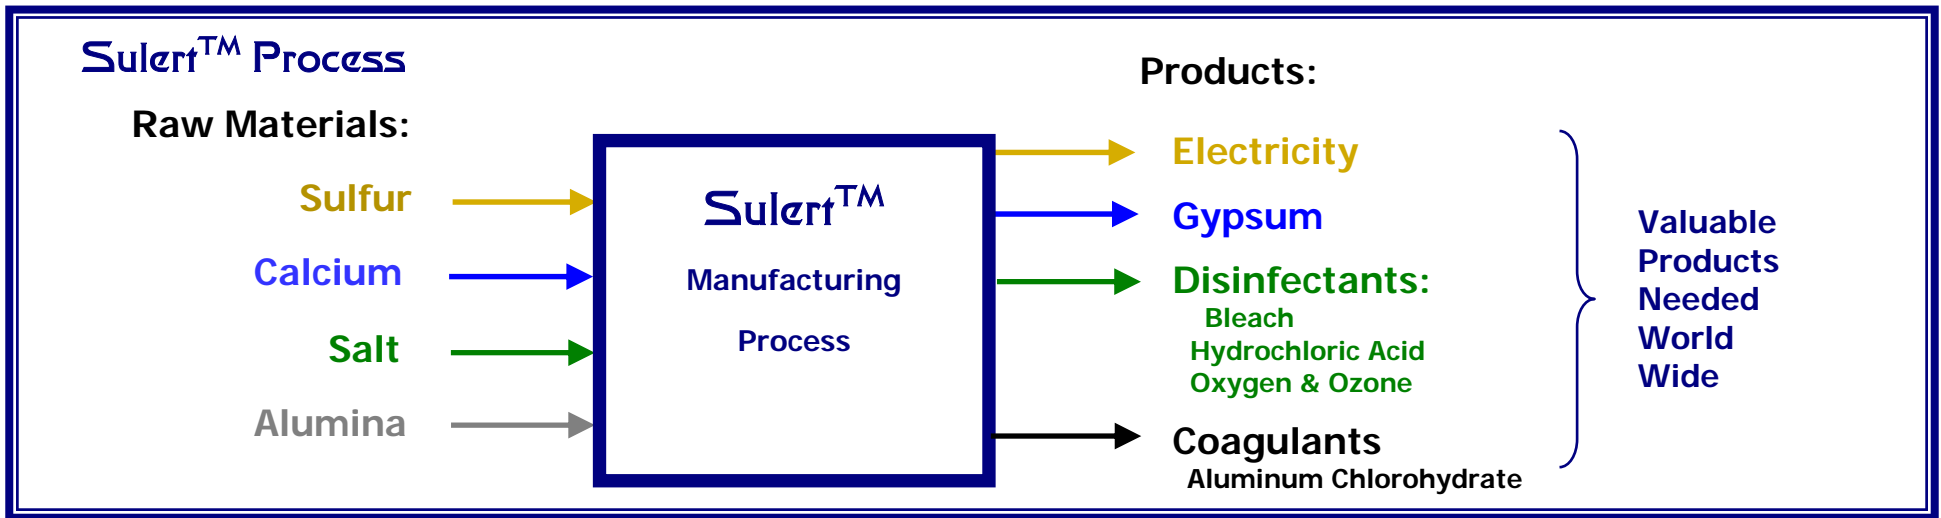 Sulert™ Process
Raw Materials:
Sulfur
Calcium
Salt
Alumina
Sulert™
Manufacturing
Process
Products:
Electricity
Gypsum
Disinfectants:
Bleach
Hydrochloric Acid
Oxygen & Ozone
Coagulants
Aluminum Chlorohydrate
Valuable
Products
Needed
World
Wide